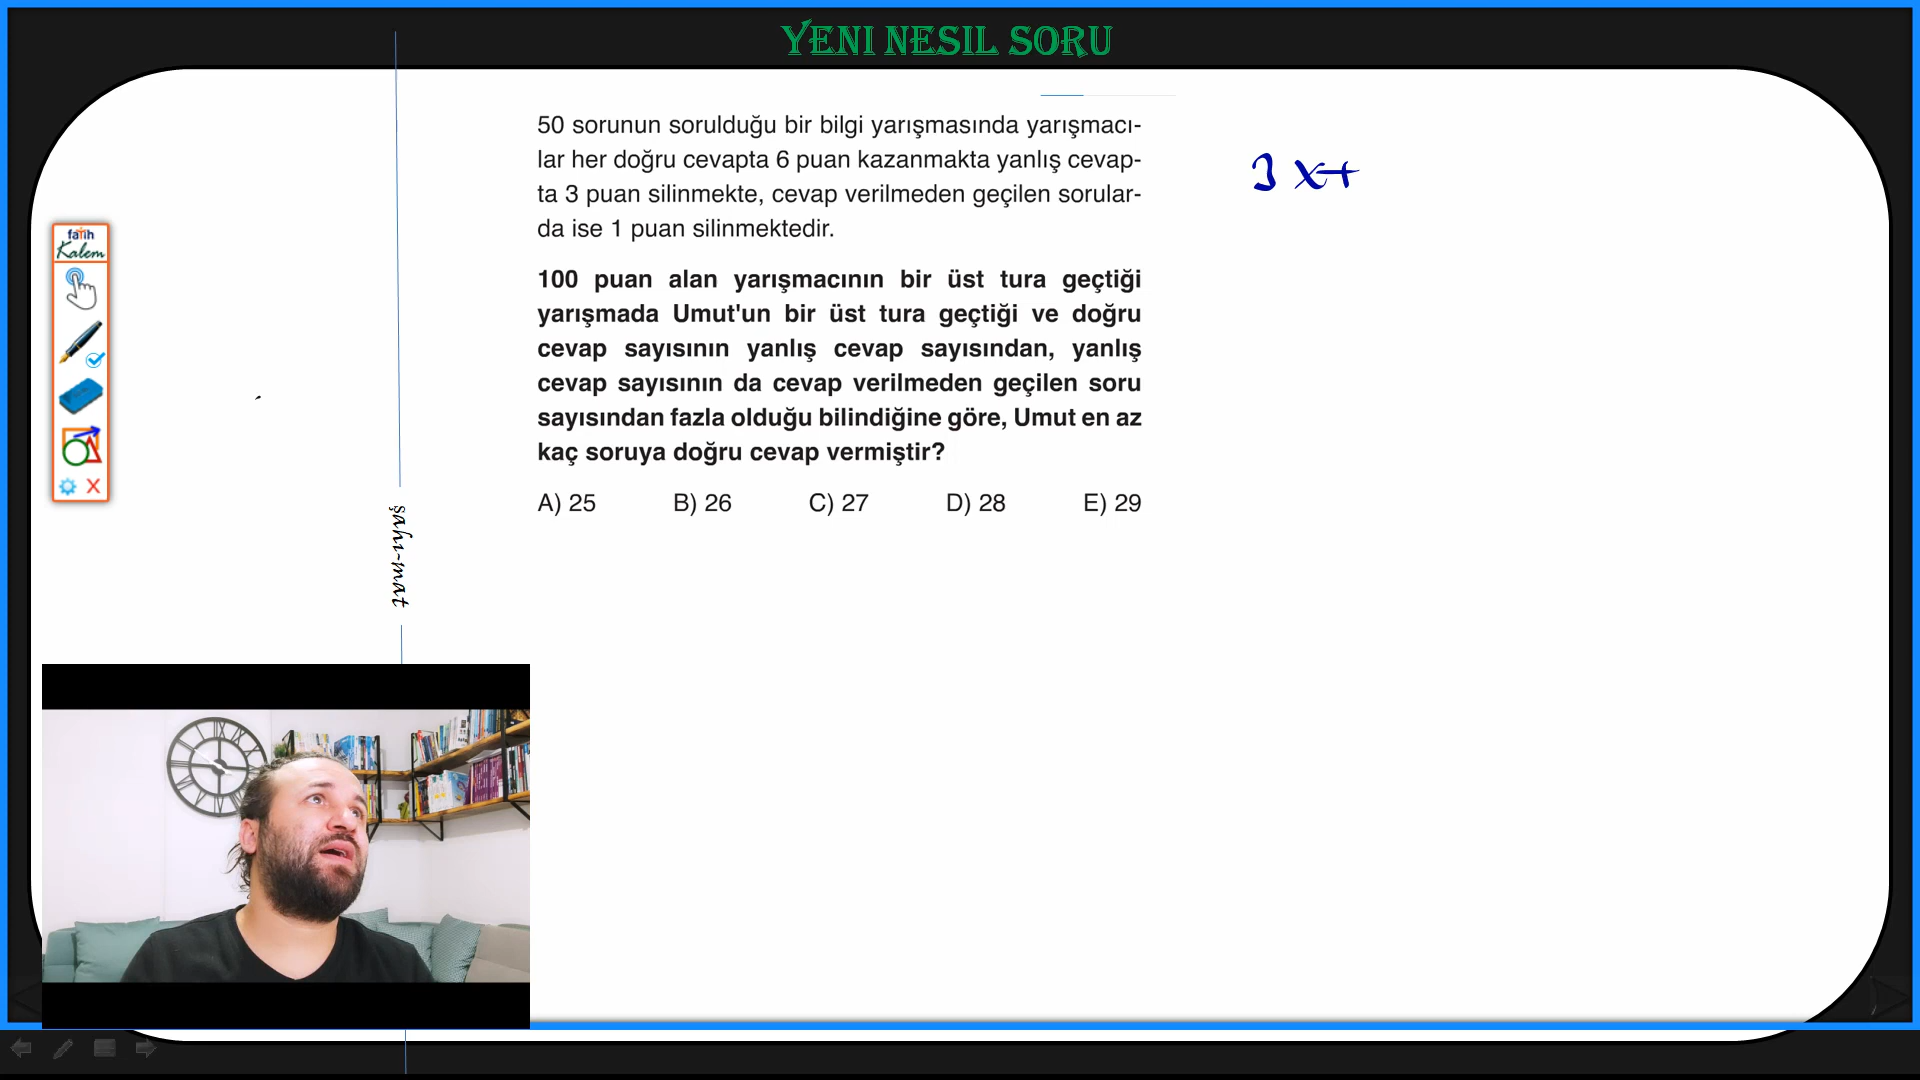 YENI NESIL SORU
50 sorunun sorulduğu bir bilgi yarışmasında yarışmacı-
lar her doğru cevapta 6 puan kazanmakta yanlış cevap-
ta 3 puan silinmekte, cevap verilmeden geçilen sorular-
da ise 1 puan silinmektedir.
100 puan alan yarışmacının bir üst tura geçtiği
yarışmada Umut'un bir üst tura geçtiği ve doğru
cevap sayısının yanlış cevap sayısından, yanlış
cevap sayısının da cevap verilmeden geçilen soru
sayısından fazla olduğu bilindiğine göre, Umut en az
kaç soruya doğru cevap vermiştir?
A) 25 B) 26 C) 27 D) 28 E) 29
3 x+
fatih
Kalem
şahı-mat